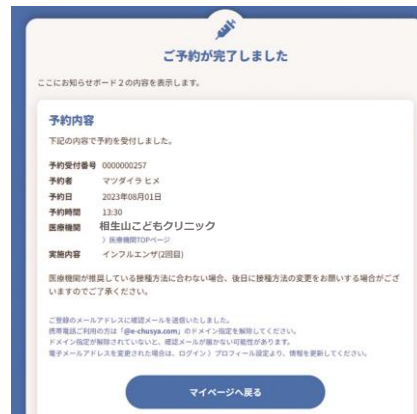 ご予約が完了しました
ここにお知らせボード２の内容を表示します。
予約内容
下記の内容で予約を受付しました。
予約受付番号 0000000257
予約者 マツダイラ ヒメ
予約日 2023年08月01日
予約時間 13:30
医療機関 相生山こどもクリニック
〉医療機関TOPページ
実施内容 インフルエンザ(2回目)
医療機関が推奨している接種方法に合わない場合、後日に接種方法の変更をお願いする場合がござ
いますのでご了承ください。
ご登録のメールアドレスに確認メールを送信いたしました。
携帯電話ご利用の方は「@e-chusya.com」のドメイン指定を解除してください。
ドメイン指定が解除されていないと、確認メールが届かない可能性があります。
電子メールアドレスを変更された場合は、ログイン 〉プロフィール設定より、情報を更新してください。
マイページへ戻る